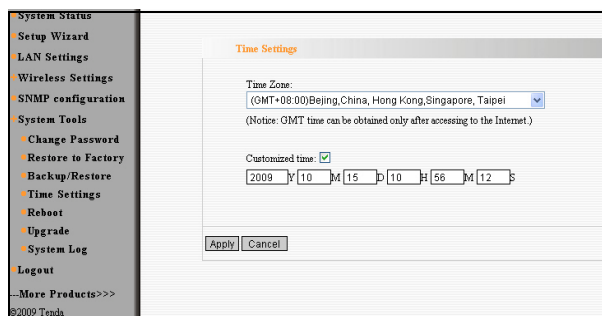 System Status
Setup Wizard
LAN Settings
Wireless Settings
SNMP configuration
System Tools
Change Password
Restore to Factory
Backup/Restore
Time Settings
Reboot
Upgrade
System Log
Logout
---More Products>>>
©2009 Tenda
Time Settings
Time Zone:
(GMT+08:00)Bejing,China, Hong Kong,Singapore, Taipei
(Notice: GMT time can be obtained only after accessing to the Internet.)
Customized time:
2009 Y 10 M 15 D 10 H 56 M 12 S
Apply Cancel